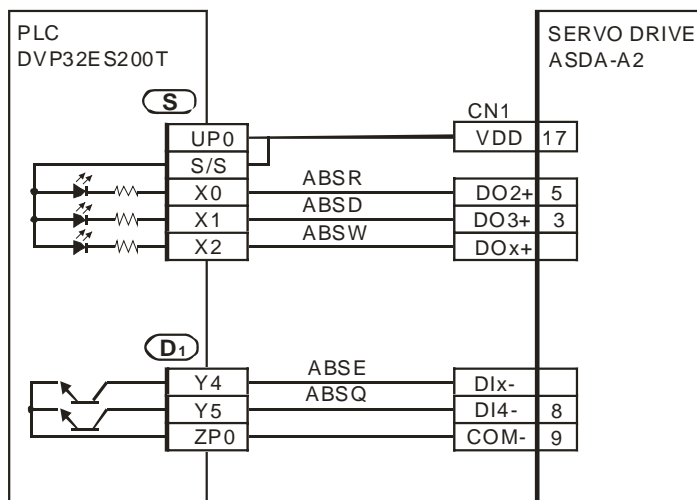 PLC
DVP32ES200T
SERVO DRIVE
ASDA-A2
S
CN1
UP0
VDD 17
S/S
X0 ABSR DO2+ 5
X1 ABSD DO3+ 3
X2 ABSW DOx+
D1
Y4 ABSE DIx-
Y5 ABSQ DI4- 8
ZP0 COM- 9